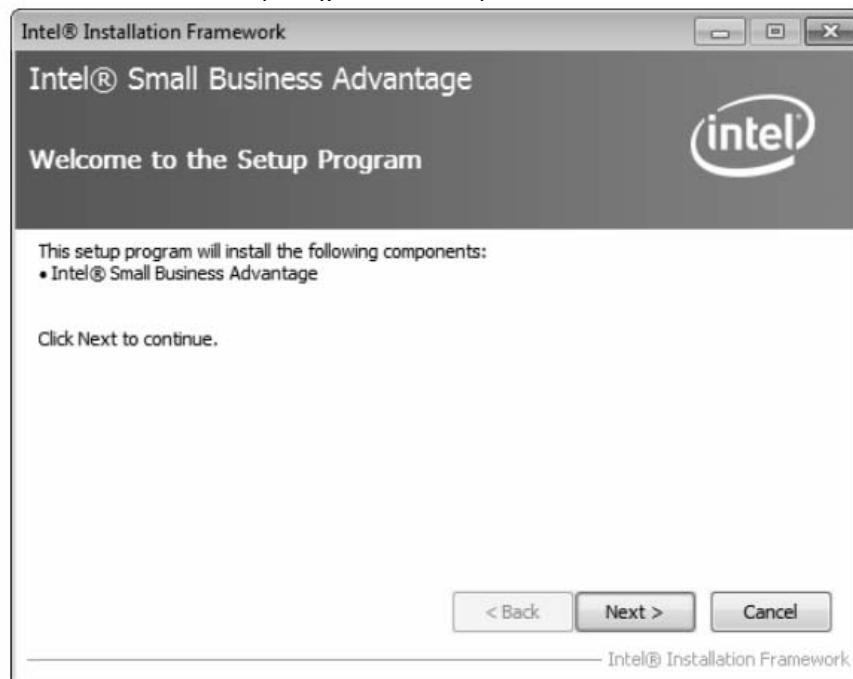 Intel® Installation Framework
Intel® Small Business Advantage
intel
Welcome to the Setup Program
This setup program will install the following components:
• Intel® Small Business Advantage
Click Next to continue.
< Back Next > Cancel
Intel® Installation Framework